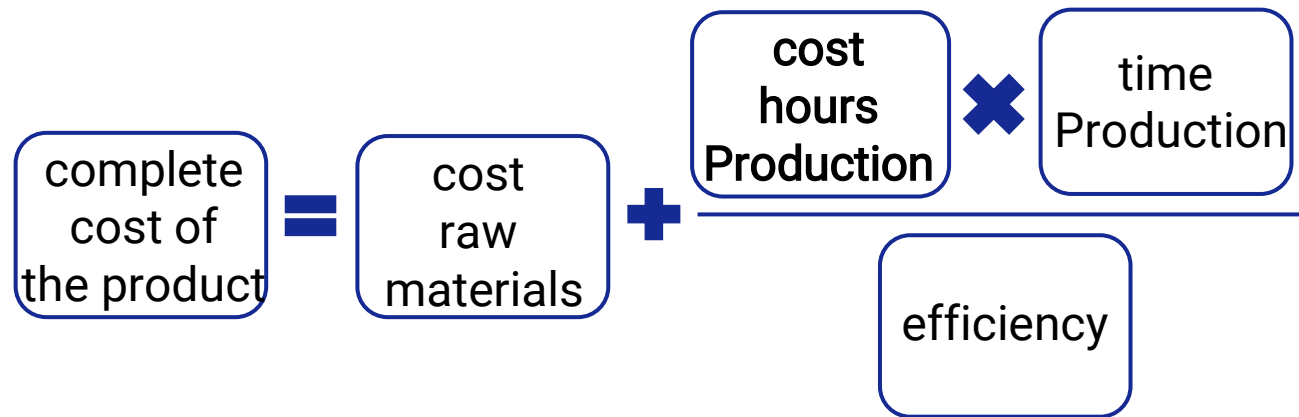 complete
cost of
the product
=
cost
raw
materials
+
cost
hours
Production
×
time
Production
efficiency